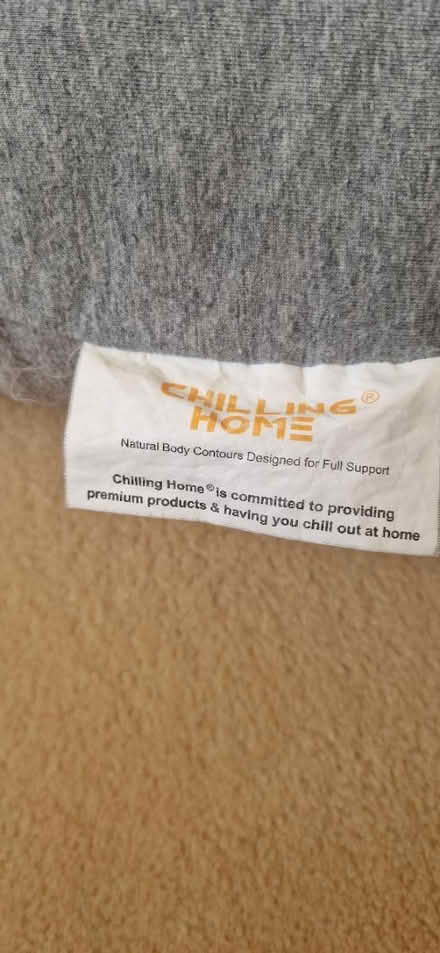 CHILLING®
HOME
Natural Body Contours Designed for Full Support
Chilling Home® is committed to providing
premium products & having you chill out at home